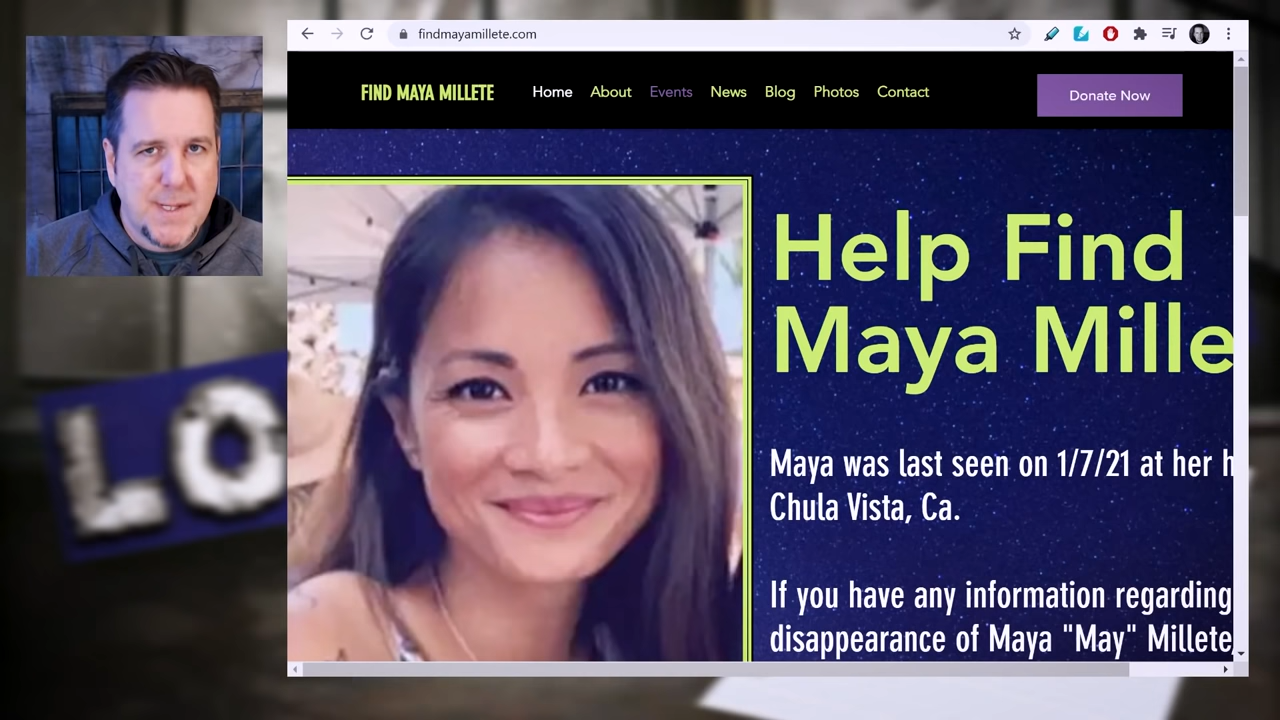 findmayamillete.com
FIND MAYA MILLETE
Home About Events News Blog Photos Contact
Donate Now
Help Find
Maya Mille
Maya was last seen on 1/7/21 at her h
Chula Vista, Ca.
If you have any information regarding
disappearance of Maya "May" Millete,
LO